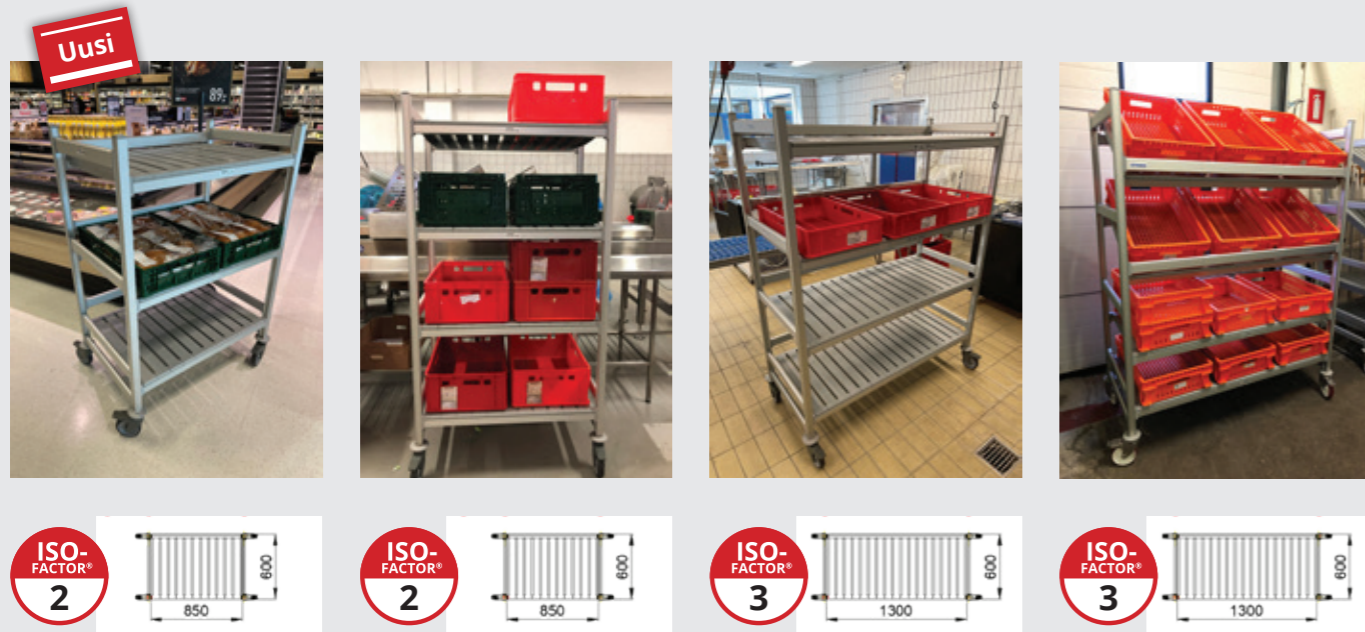 Uusi
89:-
ISO-
FACTOR®
2
850
600
ISO-
FACTOR®
2
850
600
ISO-
FACTOR®
3
1300
600
ISO-
FACTOR®
3
1300
600